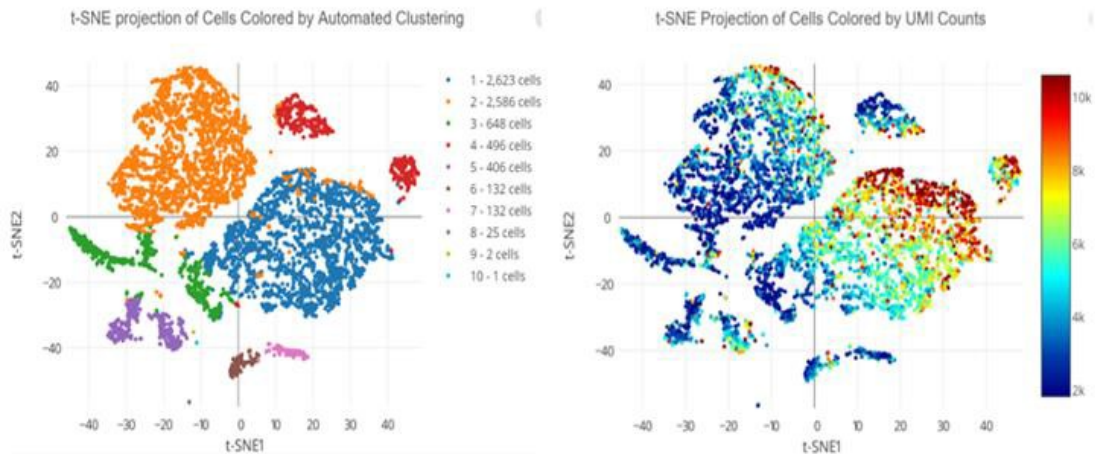 t-SNE projection of Cells Colored by Automated Clustering
40
20
0
−20
−40
t-SNE2
−40 −30 −20 −10 0 10 20 30 40
t-SNE1
1 - 2,623 cells
2 - 2,586 cells
3 - 648 cells
4 - 496 cells
5 - 406 cells
6 - 132 cells
7 - 132 cells
8 - 25 cells
9 - 2 cells
10 - 1 cells
t-SNE Projection of Cells Colored by UMI Counts
40
20
0
−20
−40
t-SNE2
−40 −30 −20 −10 0 10 20 30 40
t-SNE1
10k
8k
6k
4k
2k